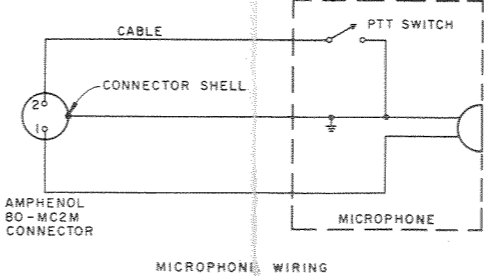 CABLE
PTT SWITCH
CONNECTOR SHELL
2
1
AMPHENOL
80-MC2M
CONNECTOR
MICROPHONE
MICROPHONE WIRING